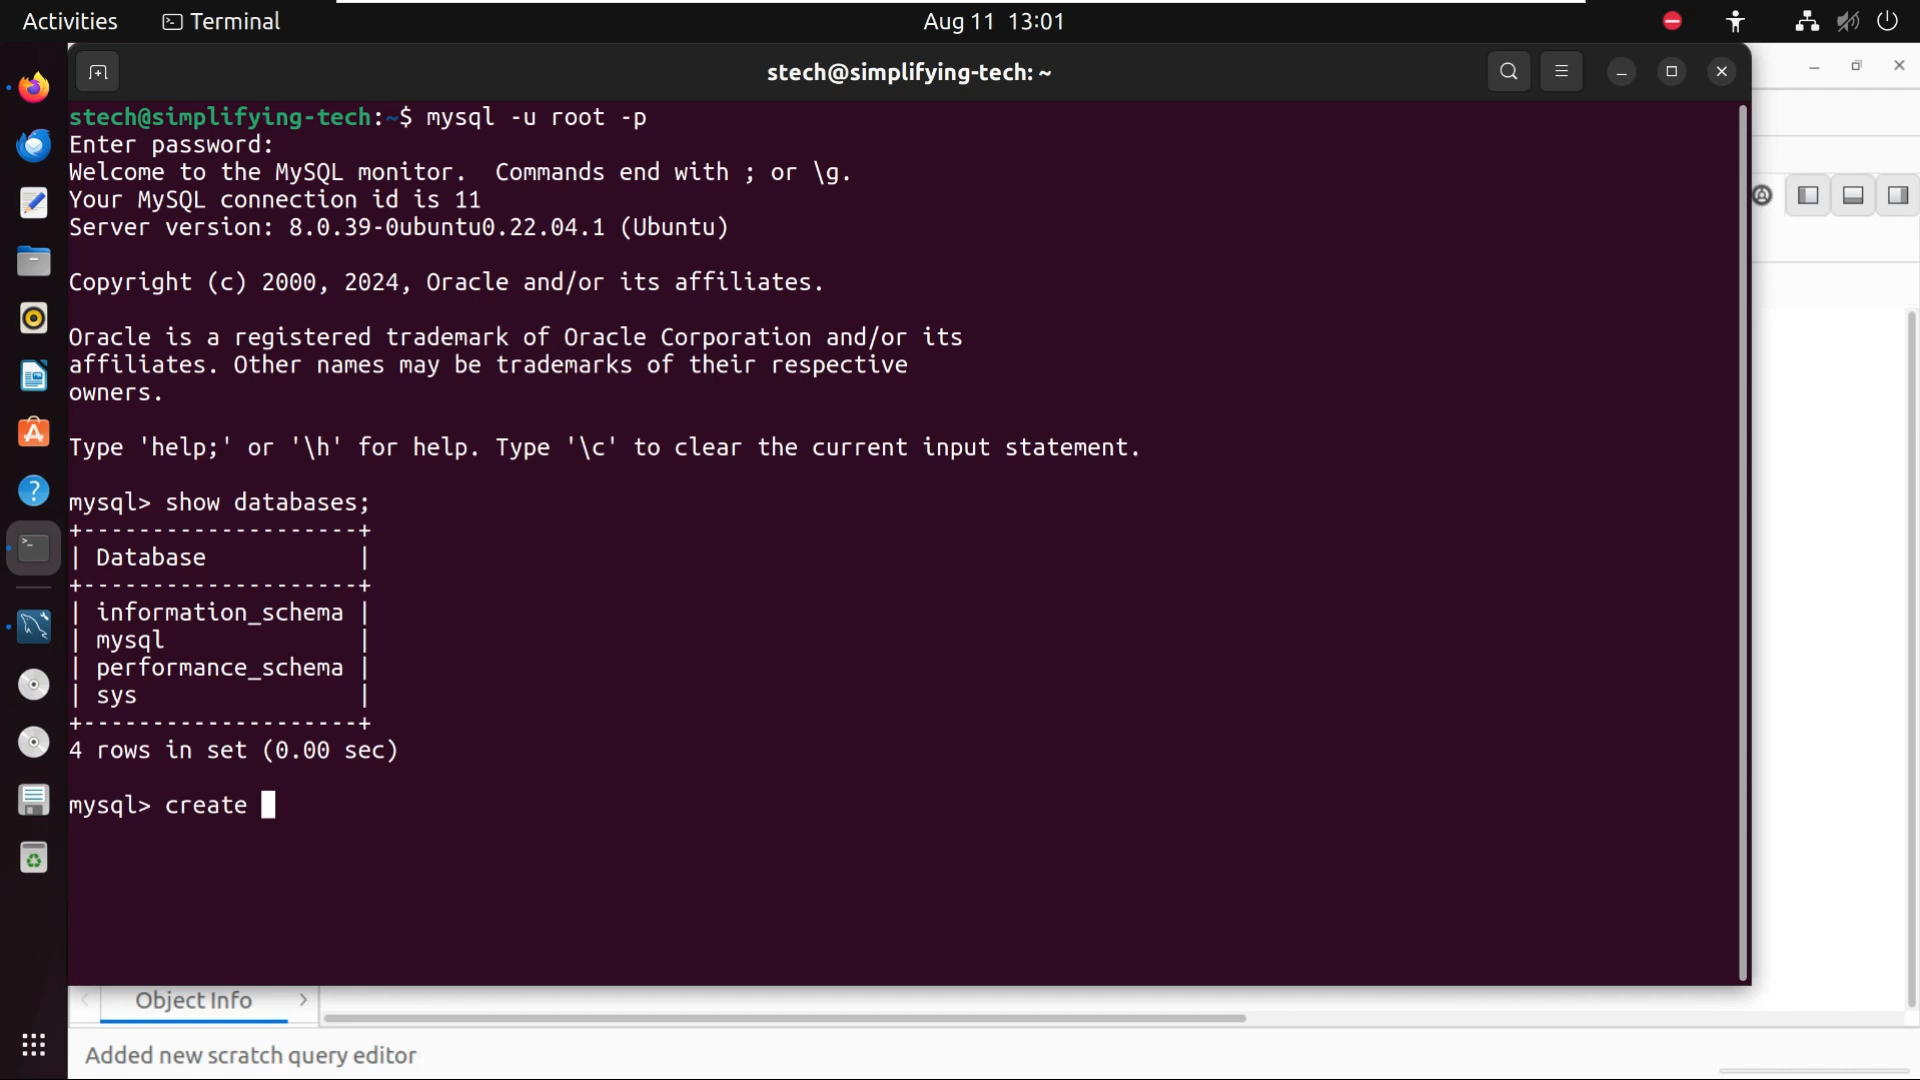 Activities
Terminal
Aug 11 13:01
stech@simplifying-tech: ~
stech@simplifying-tech:~$ mysql -u root -p
Enter password:
Welcome to the MySQL monitor.  Commands end with ; or \g.
Your MySQL connection id is 11
Server version: 8.0.39-0ubuntu0.22.04.1 (Ubuntu)
Copyright (c) 2000, 2024, Oracle and/or its affiliates.
Oracle is a registered trademark of Oracle Corporation and/or its
affiliates. Other names may be trademarks of their respective
owners.
Type 'help;' or '\h' for help. Type '\c' to clear the current input statement.
mysql> show databases;
+--------------------+
| Database           |
+--------------------+
| information_schema |
| mysql              |
| performance_schema |
| sys                |
+--------------------+
4 rows in set (0.00 sec)
mysql> create
Object Info
Added new scratch query editor